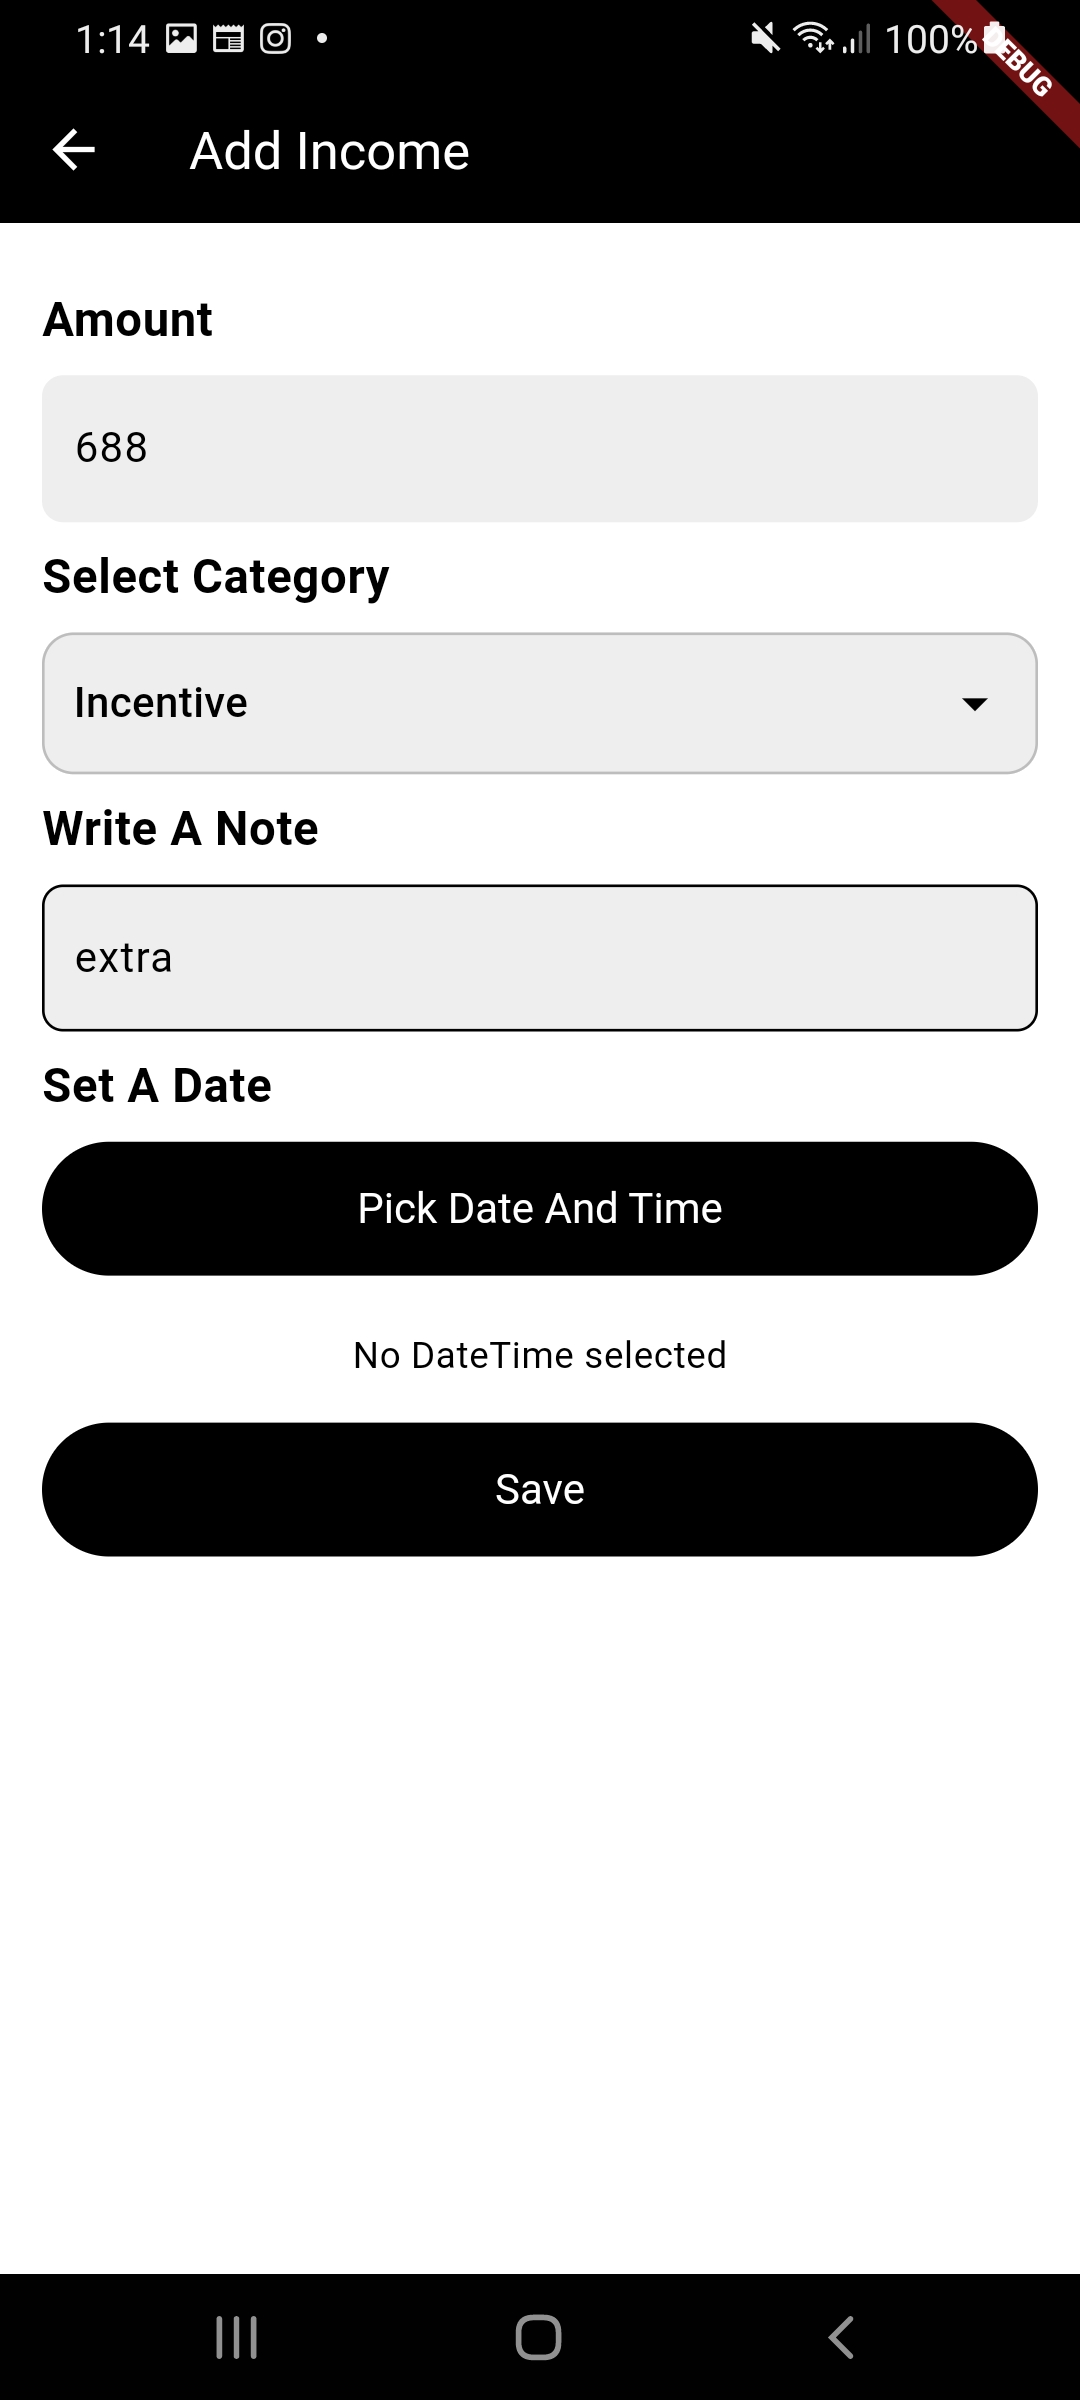 1:14 100%
DEBUG
Add Income
Amount
688
Select Category
Incentive
Write A Note
extra
Set A Date
Pick Date And Time
No DateTime selected
Save